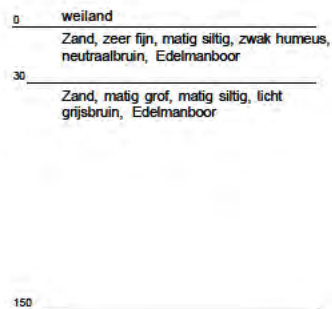 0 weiland
Zand, zeer fijn, matig siltig, zwak humeus,
neutraalbruin, Edelmanboor
30
Zand, matig grof, matig siltig, licht
grijsbruin, Edelmanboor
150